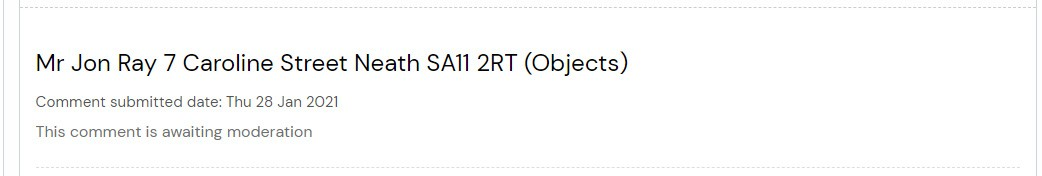 Mr Jon Ray 7 Caroline Street Neath SA11 2RT (Objects)
Comment submitted date: Thu 28 Jan 2021
This comment is awaiting moderation